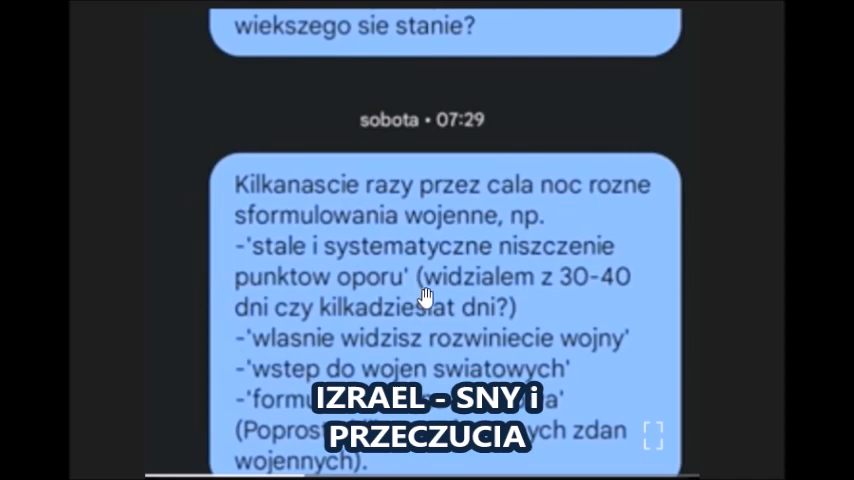 wiekszego sie stanie?
sobota • 07:29
Kilkanascie razy przez cala noc rozne
sformulowania wojenne, np.
-'stale i systematyczne niszczenie
punktow oporu' (widzialem z 30-40
dni czy kilkadziesiat dni?)
-'wlasnie widzisz rozwiniecie wojny'
-'wstep do wojen swiatowych'
IZRAEL - SNY i
PRZECZUCIA
zdan
wojennych).